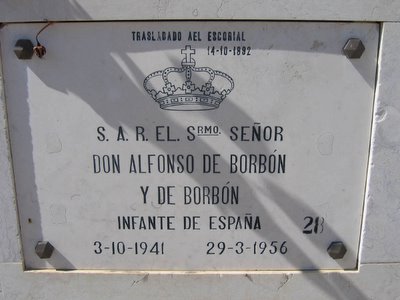 TRASLADADO AEL ESCORIAL
14-10-1992
S. A. R. EL. SRMO. SEÑOR
DON ALFONSO DE BORBÓN
Y DE BORBÓN
INFANTE DE ESPAÑA
21
3-10-1941 29-3-1956